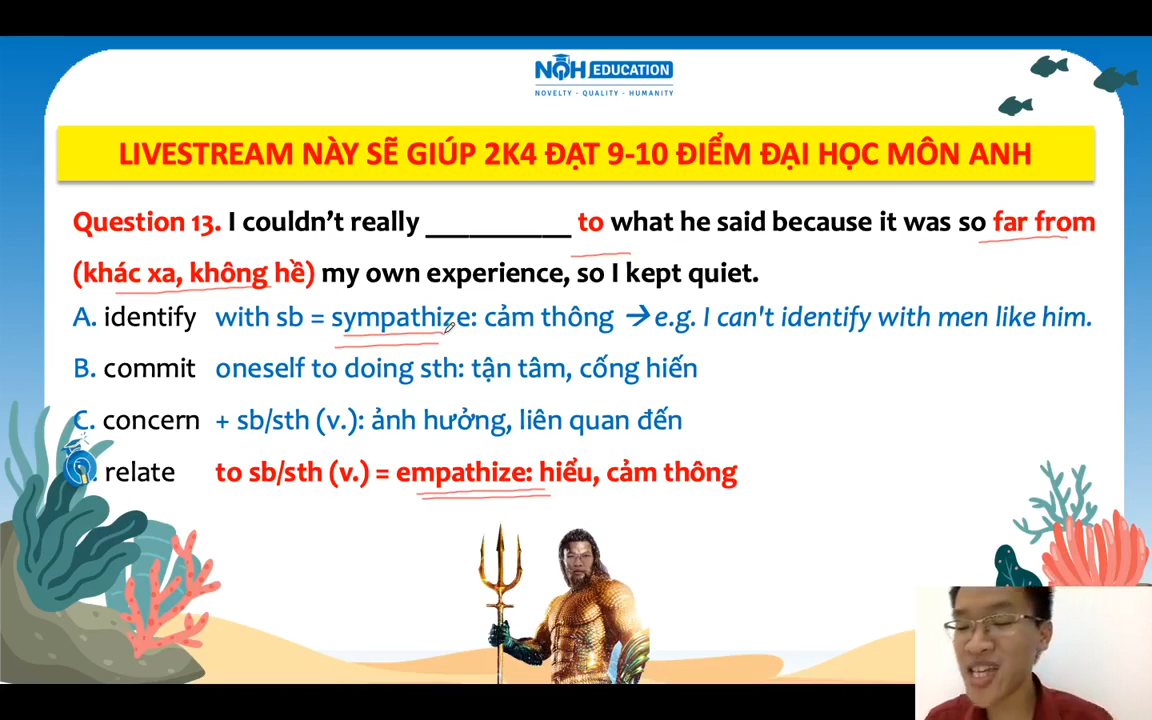 NQH EDUCATION
NOVELTY - QUALITY - HUMANITY
LIVESTREAM NÀY SẼ GIÚP 2K4 ĐẠT 9-10 ĐIỂM ĐẠI HỌC MÔN ANH
Question 13. I couldn't really __________ to what he said because it was so far from
(khác xa, không hề) my own experience, so I kept quiet.
A. identify with sb = sympathize: cảm thông → e.g. I can't identify with men like him.
B. commit oneself to doing sth: tận tâm, cống hiến
C. concern + sb/sth (v.): ảnh hưởng, liên quan đến
relate to sb/sth (v.) = empathize: hiểu, cảm thông